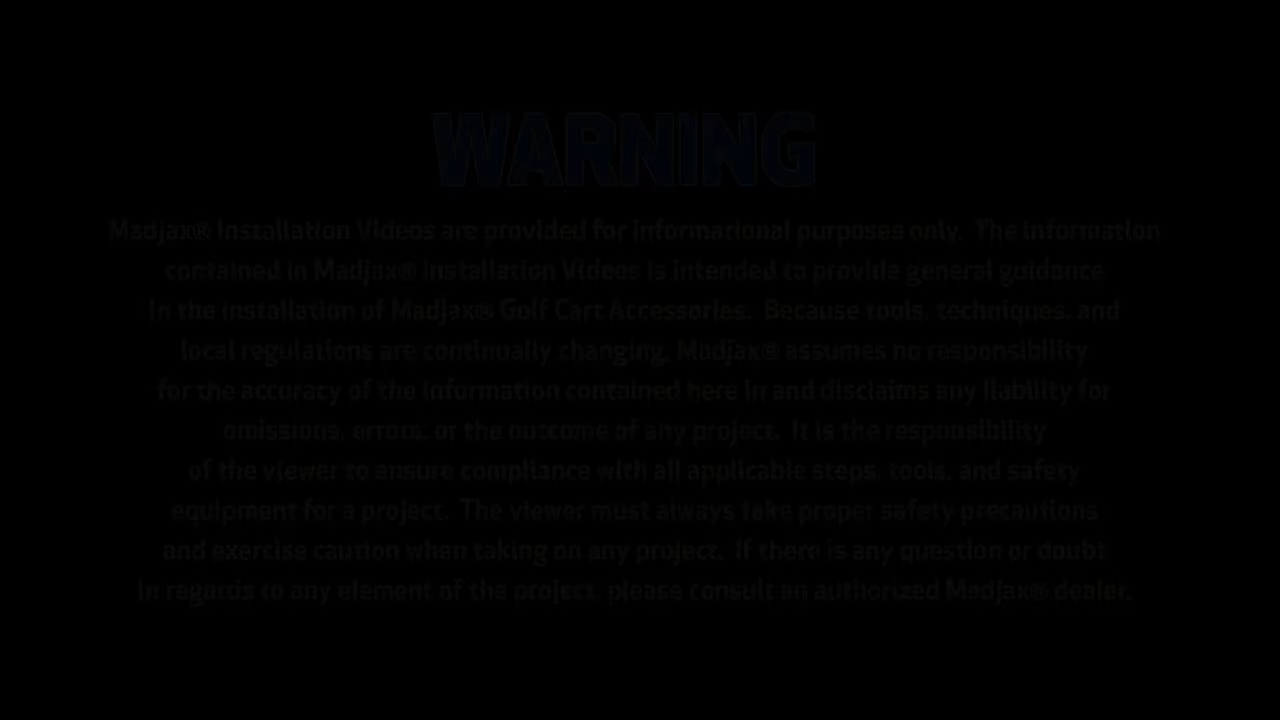 WARNING
Madjax® Installation Videos are provided for informational purposes only. The information
contained in Madjax® Installation Videos is intended to provide general guidance
in the installation of Madjax® Golf Cart Accessories. Because tools, techniques, and
local regulations are continually changing, Madjax® assumes no responsibility
for the accuracy of the information contained here in and disclaims any liability for
omissions, errors, or the outcome of any project. It is the responsibility
of the viewer to ensure compliance with all applicable steps, tools, and safety
equipment for a project. The viewer must always take proper safety precautions
and exercise caution when taking on any project. If there is any question or doubt
in regards to any element of the project, please consult an authorized Madjax® dealer.